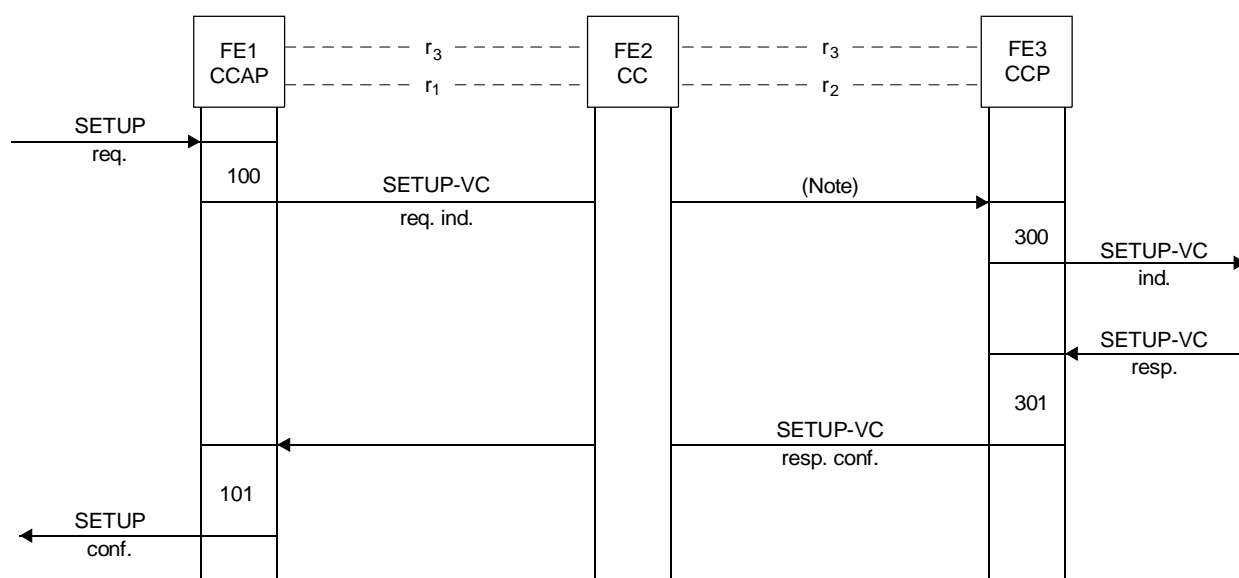 FE1
CCAP
r3
r1
FE2
CC
r3
r2
FE3
CCP
SETUP
req.
100
SETUP-VC
req. ind.
(Note)
300
SETUP-VC
ind.
SETUP-VC
resp.
301
SETUP-VC
resp. conf.
101
SETUP
conf.